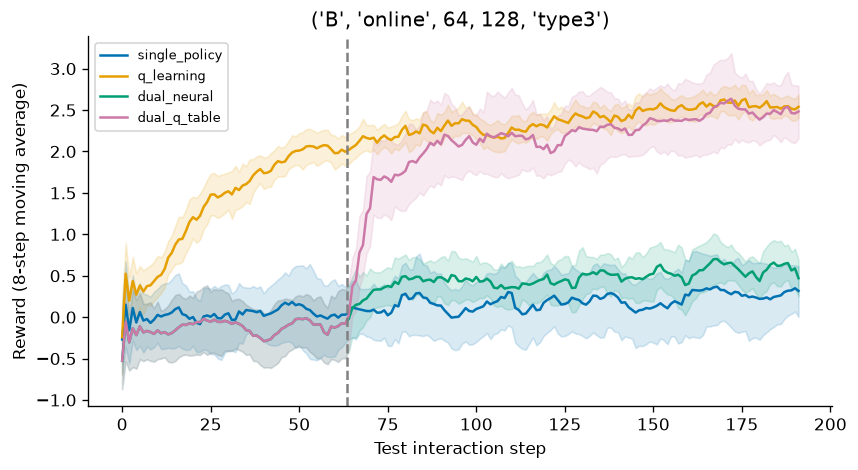 ('B', 'online', 64, 128, 'type3')
Reward (8-step moving average)
3.0
2.5
2.0
1.5
1.0
0.5
0.0
−0.5
−1.0
single_policy
q_learning
dual_neural
dual_q_table
0 25 50 75 100 125 150 175 200
Test interaction step